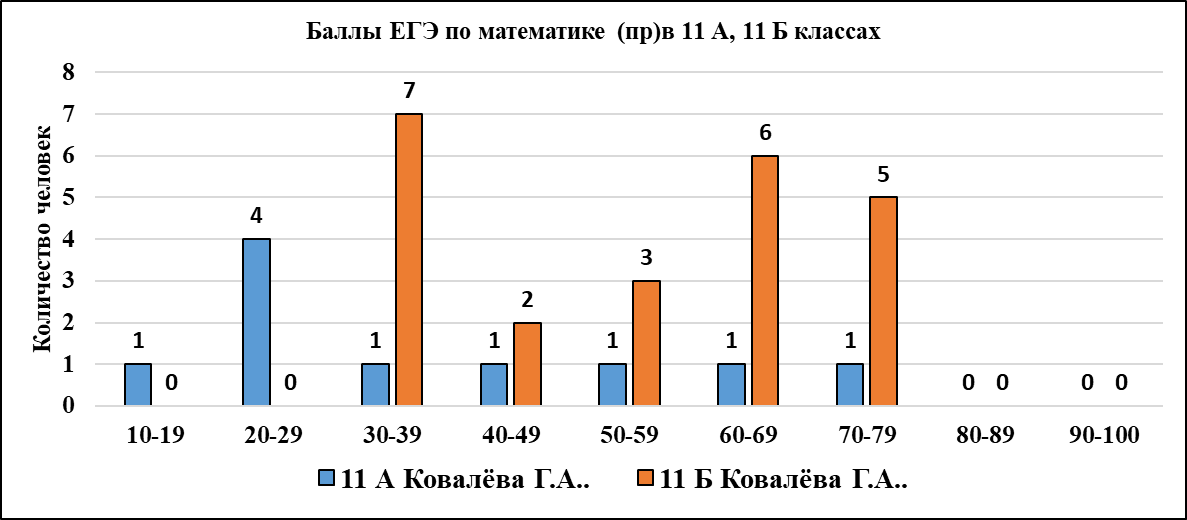 Баллы ЕГЭ по математике (пр)в 11 А, 11 Б классах
Количество человек
8
7
6
5
4
3
2
1
0
1 0 4 0 1 7 1 2 1 3 1 6 1 5 0 0 0 0
10-19 20-29 30-39 40-49 50-59 60-69 70-79 80-89 90-100
11 А Ковалёва Г.А.. 11 Б Ковалёва Г.А..